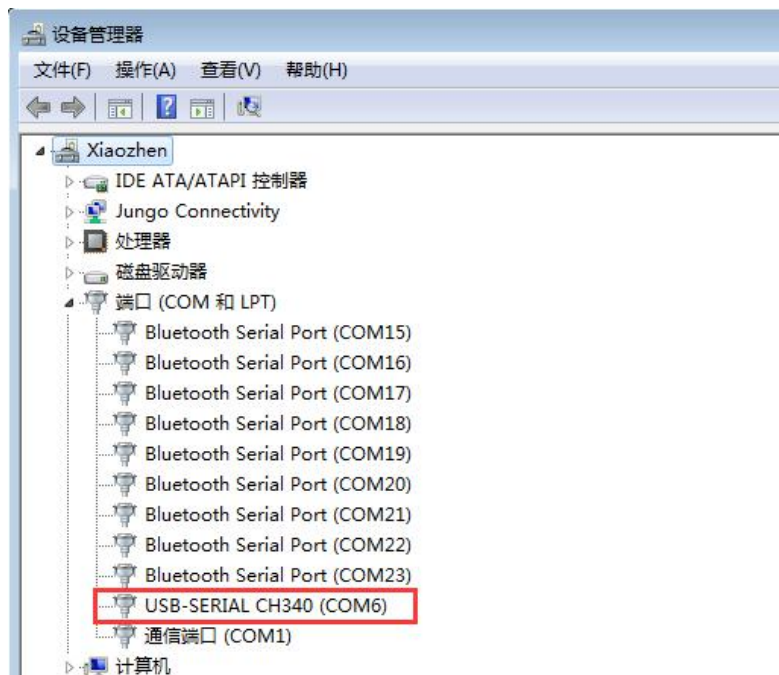 设备管理器
文件(F) 操作(A) 查看(V) 帮助(H)
Xiaozhen
IDE ATA/ATAPI 控制器
Jungo Connectivity
处理器
磁盘驱动器
端口 (COM 和 LPT)
Bluetooth Serial Port (COM15)
Bluetooth Serial Port (COM16)
Bluetooth Serial Port (COM17)
Bluetooth Serial Port (COM18)
Bluetooth Serial Port (COM19)
Bluetooth Serial Port (COM20)
Bluetooth Serial Port (COM21)
Bluetooth Serial Port (COM22)
Bluetooth Serial Port (COM23)
USB-SERIAL CH340 (COM6)
通信端口 (COM1)
计算机